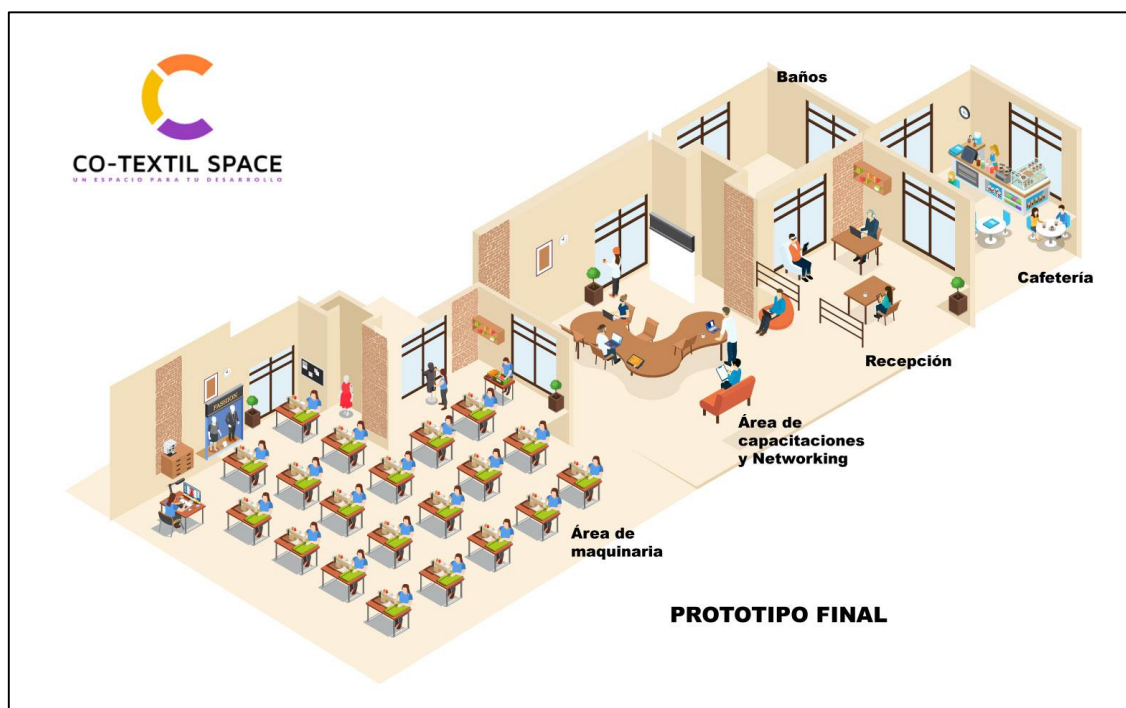 CO-TEXTIL SPACE
UN ESPACIO PARA TU DESARROLLO
Baños
Cafetería
Recepción
Área de
capacitaciones
y Networking
FASHION
Área de
maquinaria
PROTOTIPO FINAL